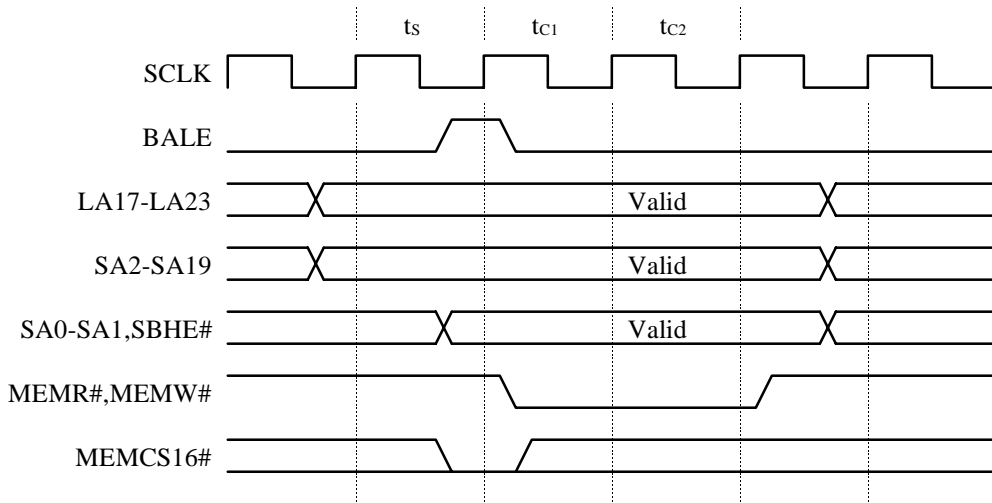 ts tC1 tC2
SCLK
BALE
LA17-LA23 Valid
SA2-SA19 Valid
SA0-SA1,SBHE# Valid
MEMR#,MEMW#
MEMCS16#